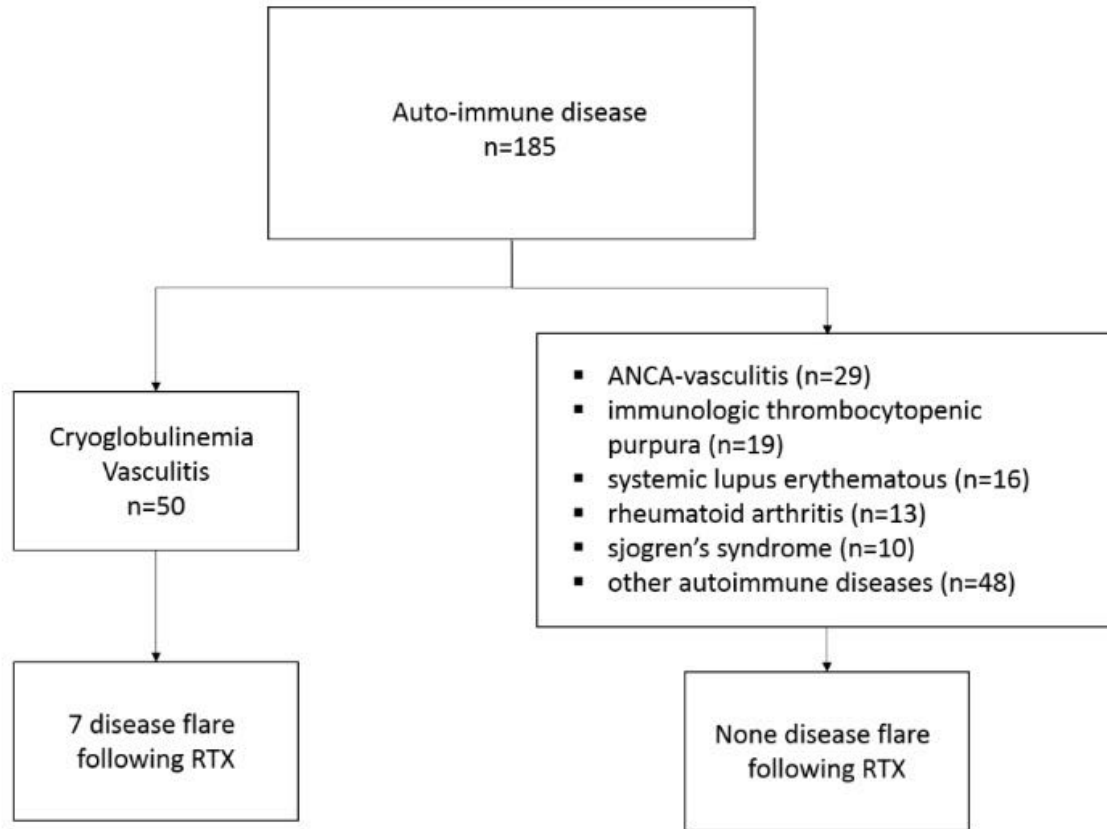 Auto-immune disease
n=185
Cryoglobulinemia
Vasculitis
n=50
▪ ANCA-vasculitis (n=29)
▪ immunologic thrombocytopenic
purpura (n=19)
▪ systemic lupus erythematous (n=16)
▪ rheumatoid arthritis (n=13)
▪ sjogren's syndrome (n=10)
▪ other autoimmune diseases (n=48)
7 disease flare
following RTX
None disease flare
following RTX